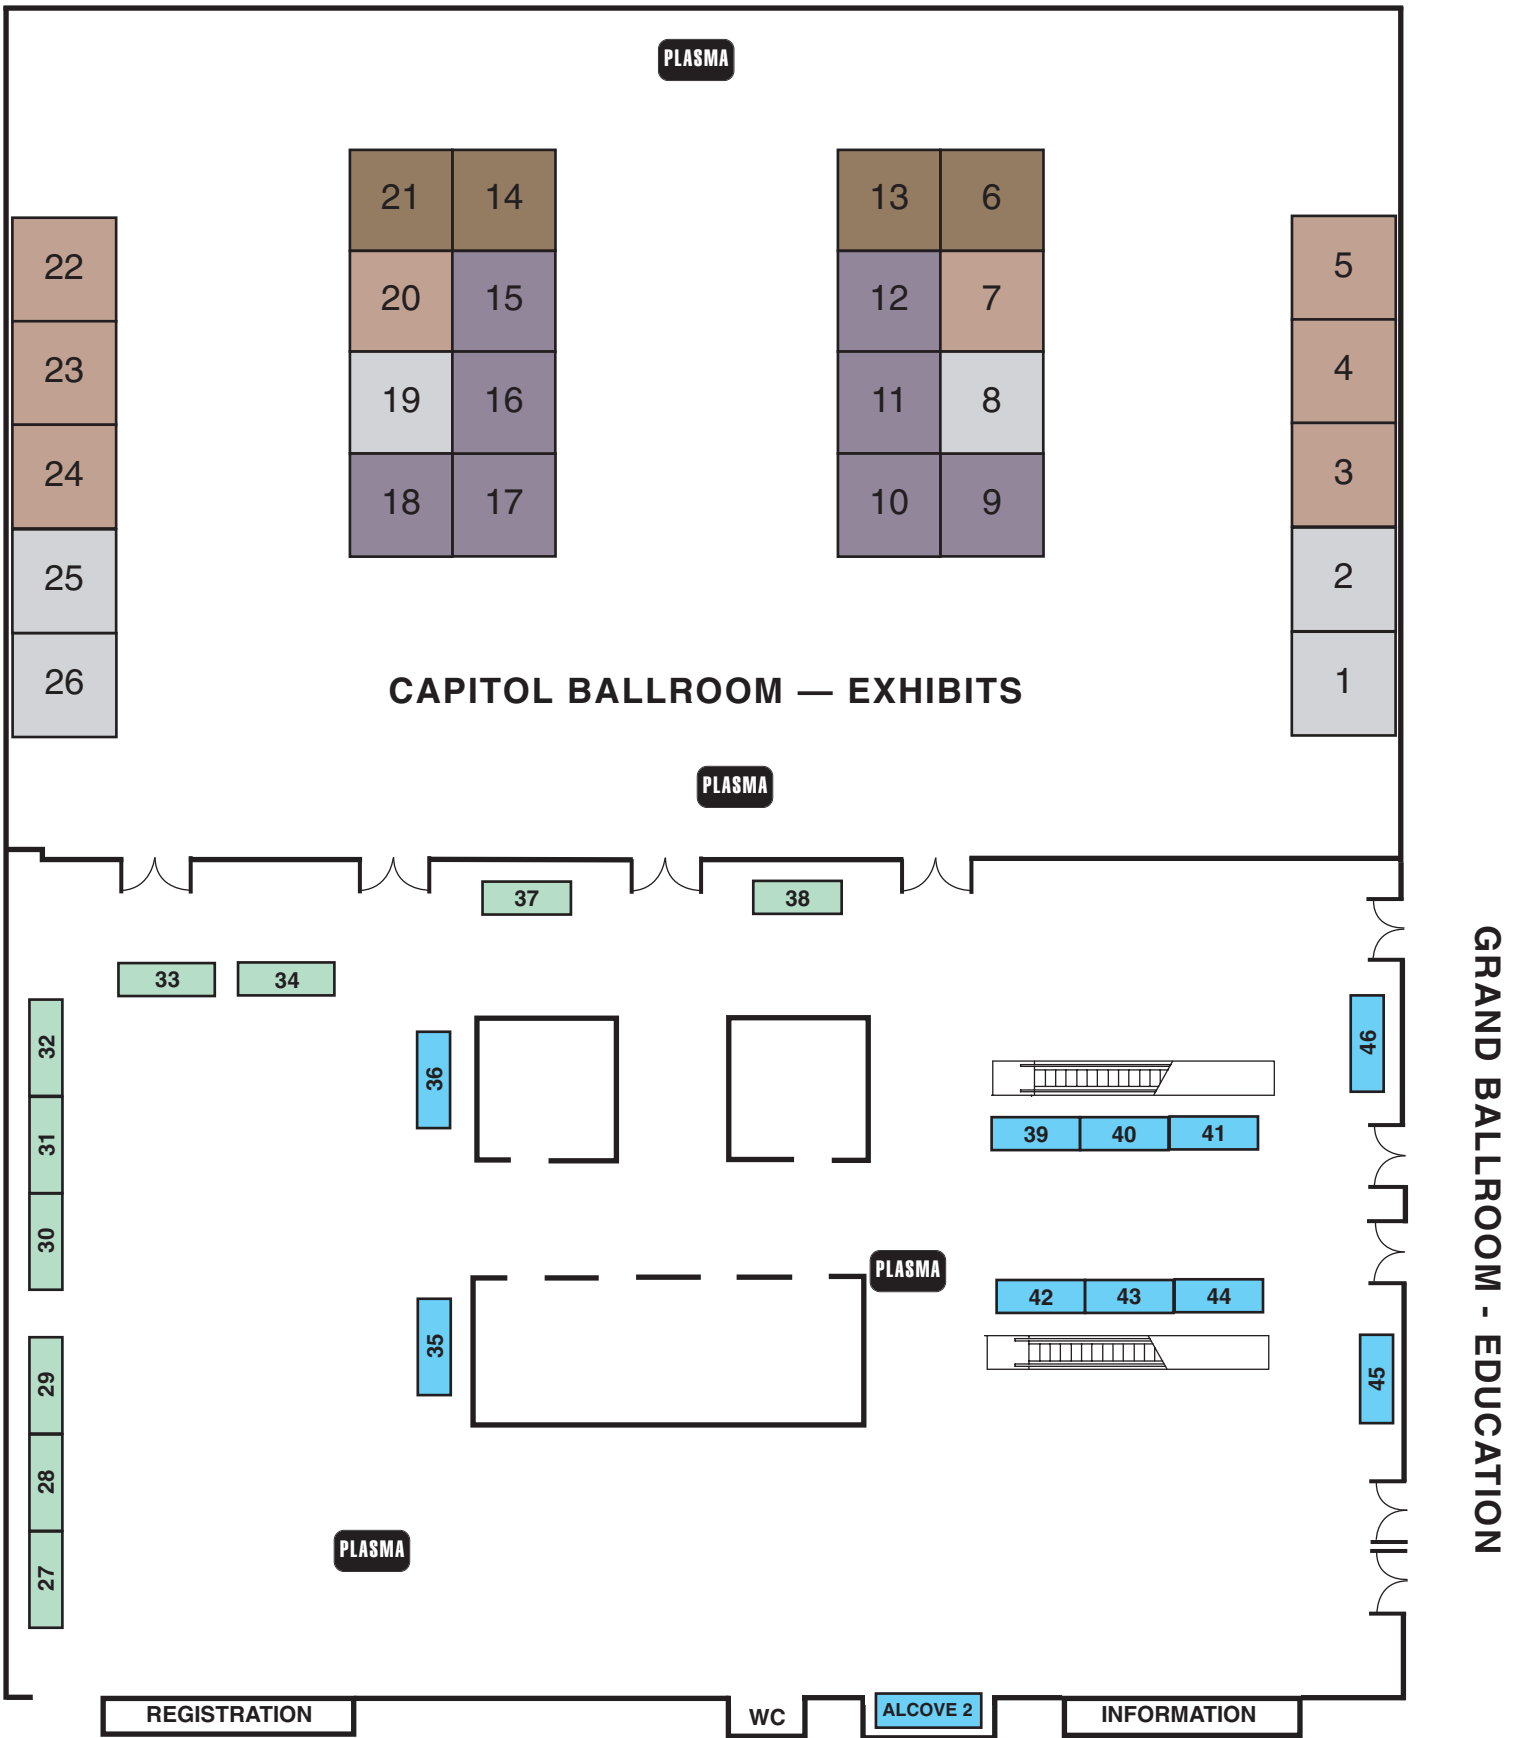 PLASMA
21 14 13 6
22 5
20 15 12 7
23 4
19 16 11 8
24 3
18 17 10 9
25 2
26 1
CAPITOL BALLROOM — EXHIBITS
PLASMA
37 38
33 34
32
36
46
31
39 40 41
30
PLASMA
42 43 44
35
29
45
28
PLASMA
27
GRAND BALLROOM - EDUCATION
REGISTRATION
WC
ALCOVE 2
INFORMATION